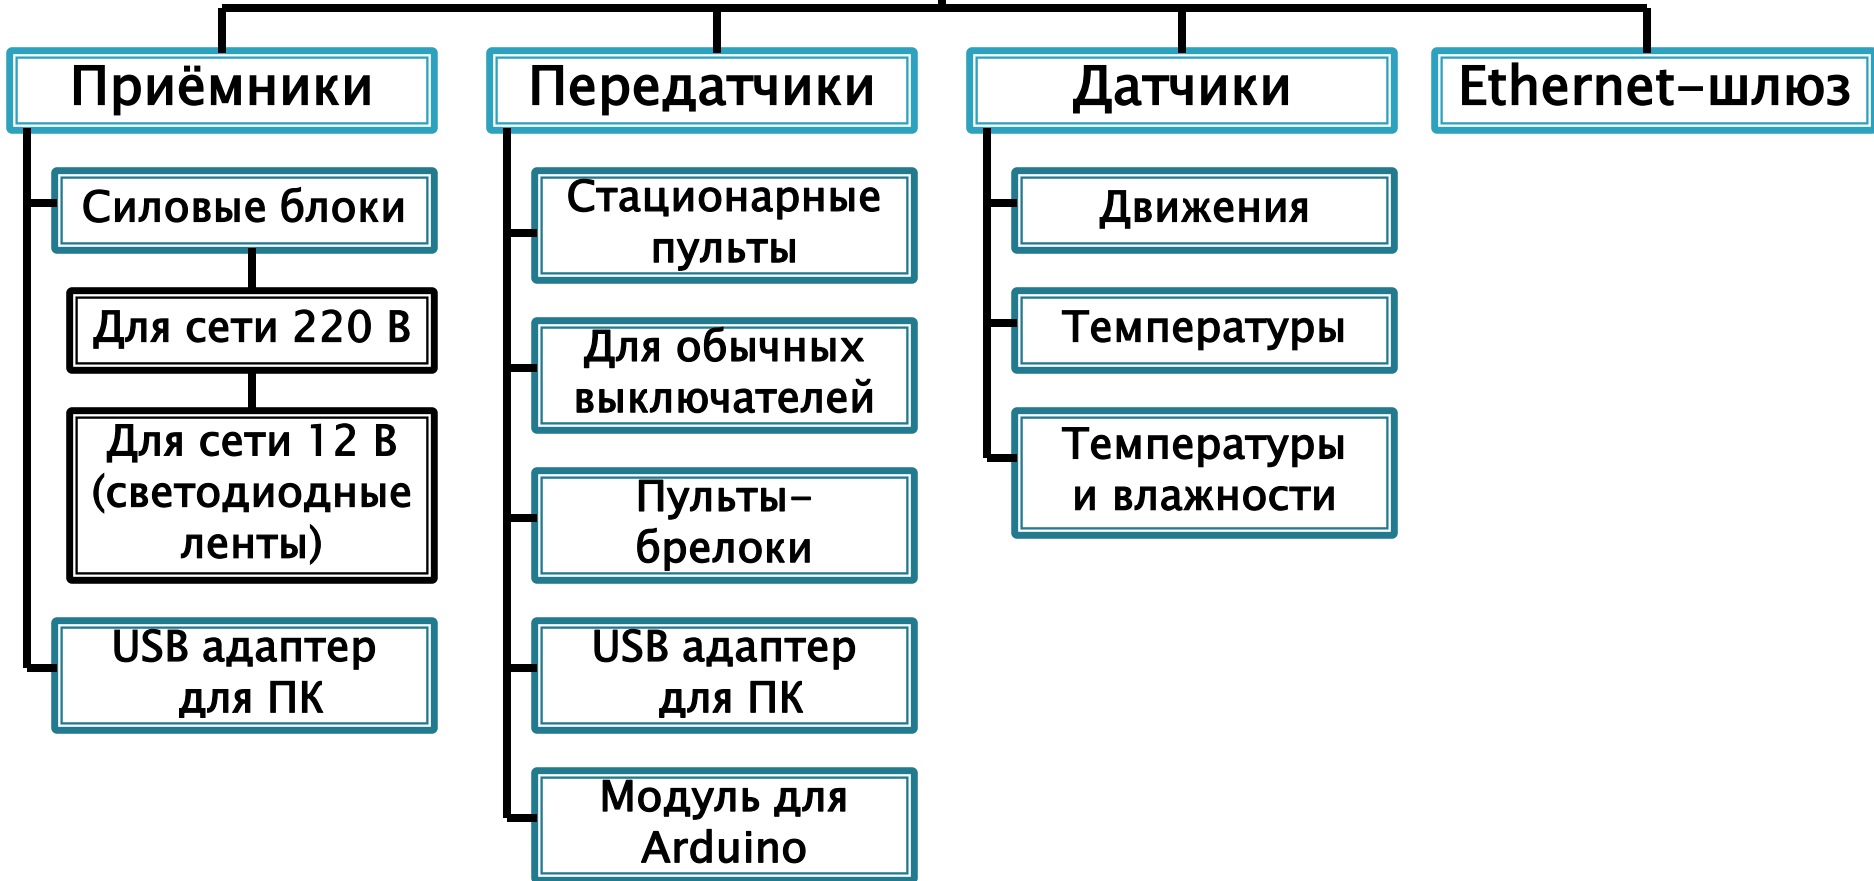 Приёмники
Силовые блоки
Для сети 220 В
Для сети 12 В
(светодиодные
ленты)
USB адаптер
для ПК
Передатчики
Стационарные
пульты
Для обычных
выключателей
Пульты-
брелоки
USB адаптер
для ПК
Модуль для
Arduino
Датчики
Движения
Температуры
Температуры
и влажности
Ethernet-шлюз